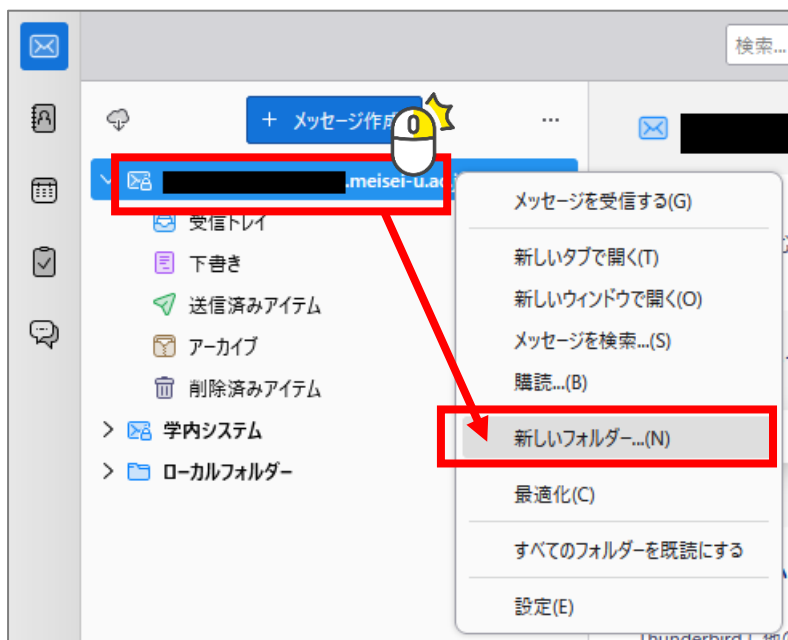 検索...
+ メッセージ作成
...
.meisei-u.ac.j
受信トレイ
下書き
送信済みアイテム
アーカイブ
削除済みアイテム
学内システム
ローカルフォルダー
メッセージを受信する(G)
新しいタブで開く(T)
新しいウィンドウで開く(O)
メッセージを検索...(S)
購読...(B)
新しいフォルダー...(N)
最適化(C)
すべてのフォルダーを既読にする
設定(E)
Thunderbird